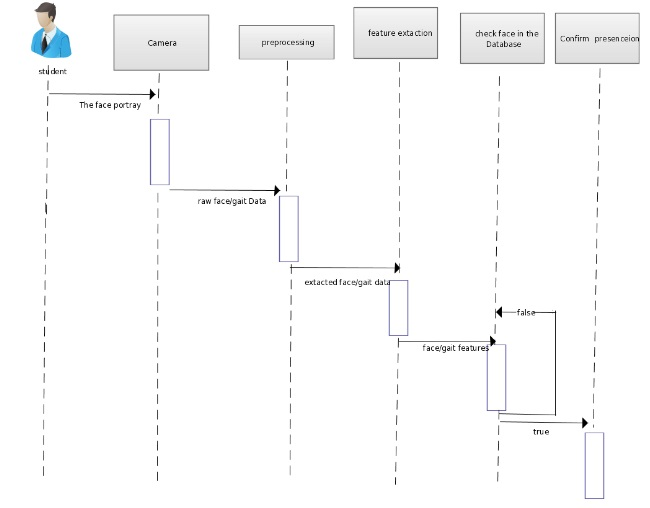 student
Camera
preprocessing
feature extaction
check face in the
Database
Confirm presenceion
The face portray
raw face/gait Data
extacted face/gait data
false
face/gait features
true